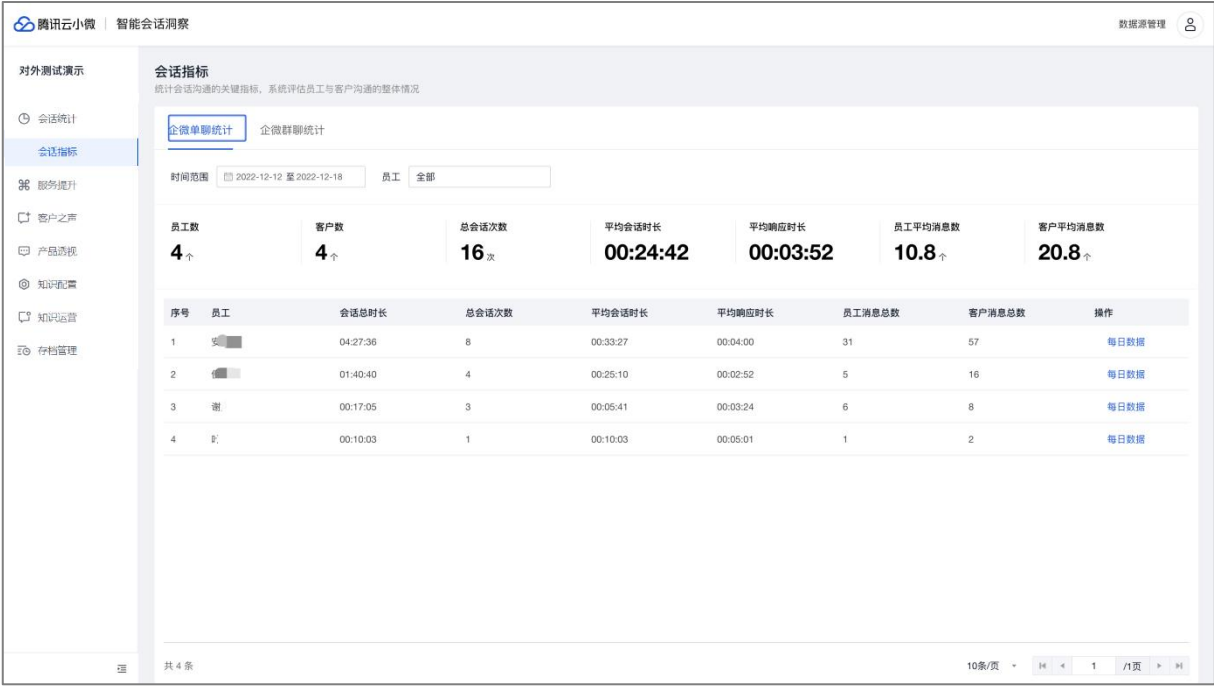 腾讯云小微 | 智能会话洞察 数据源管理
对外测试演示
会话统计
会话指标
服务提升
客户之声
产品透视
知识配置
知识运营
存档管理
会话指标
统计会话沟通的关键指标，系统评估员工与客户沟通的整体情况
企微单聊统计 企微群聊统计
时间范围 2022-12-12 至 2022-12-18 员工 全部
员工数 客户数 总会话次数 平均会话时长 平均响应时长 员工平均消息数 客户平均消息数
4个 4个 16次 00:24:42 00:03:52 10.8个 20.8个
序号 员工 会话总时长 总会话次数 平均会话时长 平均响应时长 员工消息总数 客户消息总数 操作
1 04:27:36 8 00:33:27 00:04:00 31 57 每日数据
2 01:40:40 4 00:25:10 00:02:52 5 16 每日数据
3 谢 00:17:05 3 00:05:41 00:03:24 6 8 每日数据
4 00:10:03 1 00:10:03 00:05:01 1 2 每日数据
共 4 条 10条/页 1 /1页